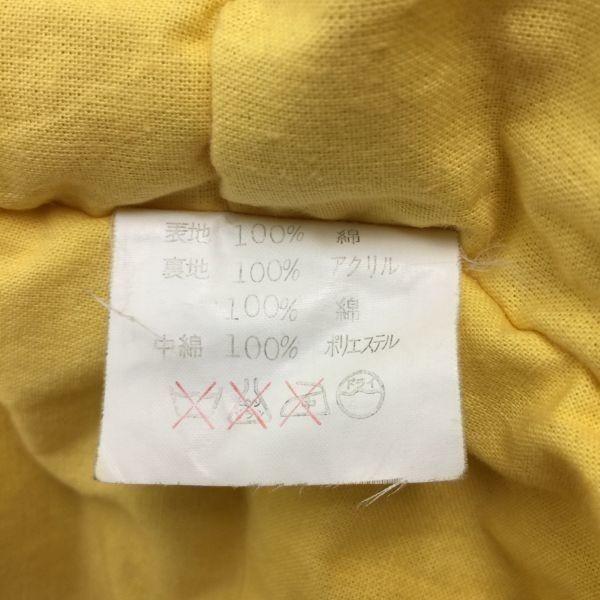 表地 100% 綿
裏地 100% アクリル
100% 綿
中綿 100% ポリエステル
ドライ